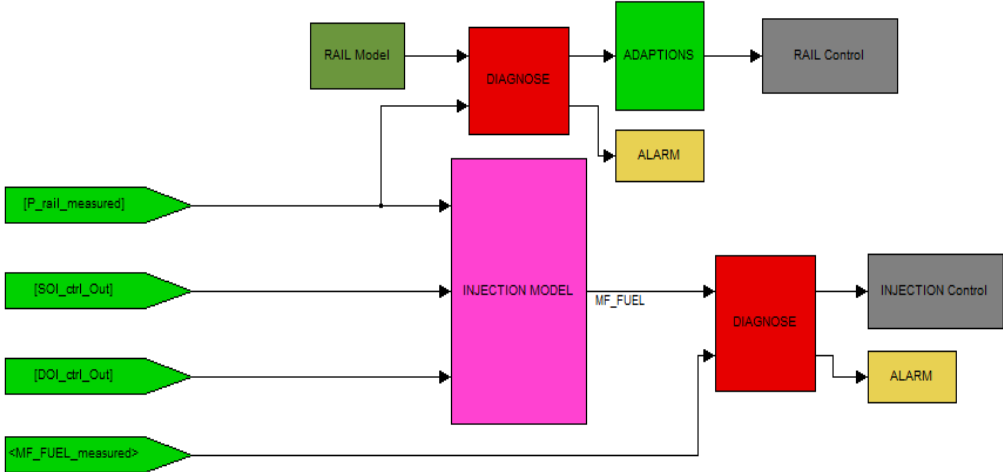 RAIL Model
DIAGNOSE
ADAPTIONS
RAIL Control
ALARM
[P_rail_measured]
[SOI_ctrl_Out]
INJECTION MODEL
MF_FUEL
DIAGNOSE
INJECTION Control
[DOI_ctrl_Out]
ALARM
<MF_FUEL_measured>